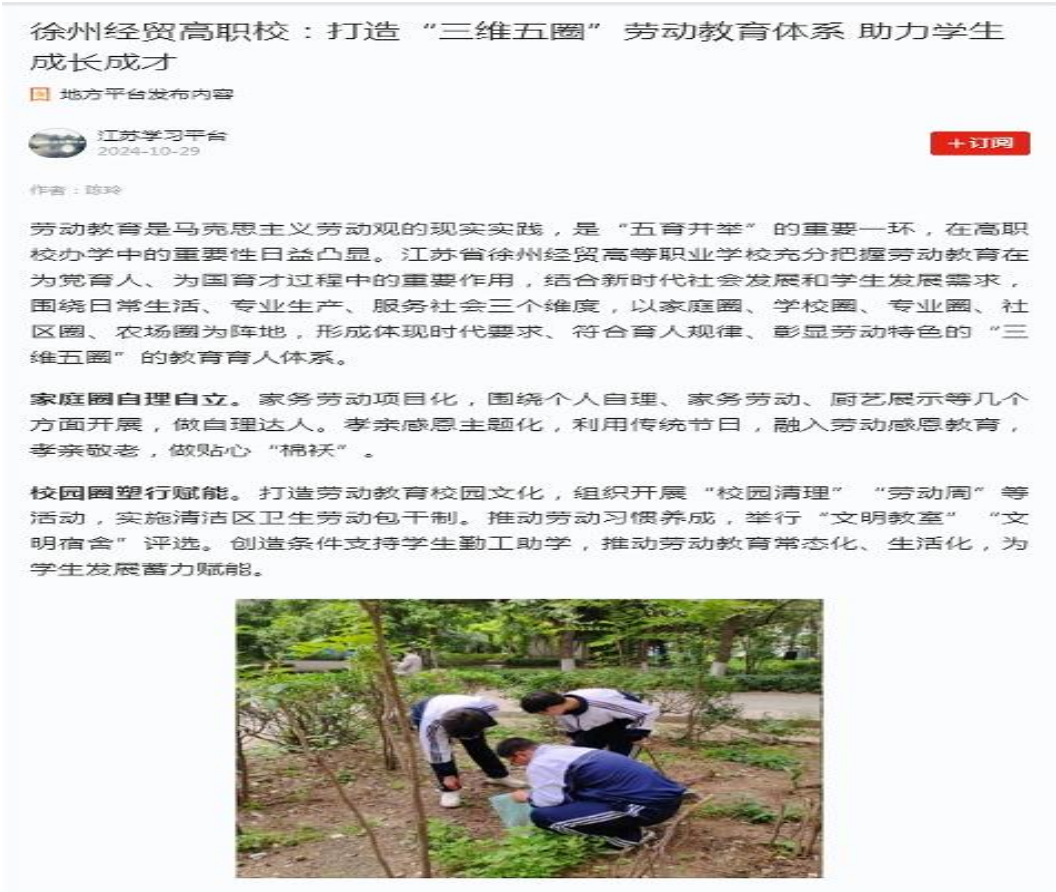 徐州经贸高职校：打造“三维五圈”劳动教育体系 助力学生
成长成才
地方平台发布内容
江苏学习平台
2024-10-29
＋订阅
作者：陈玲
劳动教育是马克思主义劳动观的现实实践，是“五育并举”的重要一环，在高职
校办学中的重要性日益凸显。江苏省徐州经贸高等职业学校充分把握劳动教育在
为党育人、为国育才过程中的重要作用，结合新时代社会发展和学生发展需求，
围绕日常生活、专业生产、服务社会三个维度，以家庭圈、学校圈、专业圈、社
区圈、农场圈为阵地，形成体现时代要求、符合育人规律、彰显劳动特色的“三
维五圈”的教育育人体系。
家庭圈自理自立。家务劳动项目化，围绕个人自理、家务劳动、厨艺展示等几个
方面开展，做自理达人。孝亲感恩主题化，利用传统节日，融入劳动感恩教育，
孝亲敬老，做贴心“棉袄”。
校园圈塑行赋能。打造劳动教育校园文化，组织开展“校园清理”“劳动周”等
活动，实施清洁区卫生劳动包干制。推动劳动习惯养成，举行“文明教室”“文
明宿舍”评选。创造条件支持学生勤工助学，推动劳动教育常态化、生活化，为
学生发展蓄力赋能。